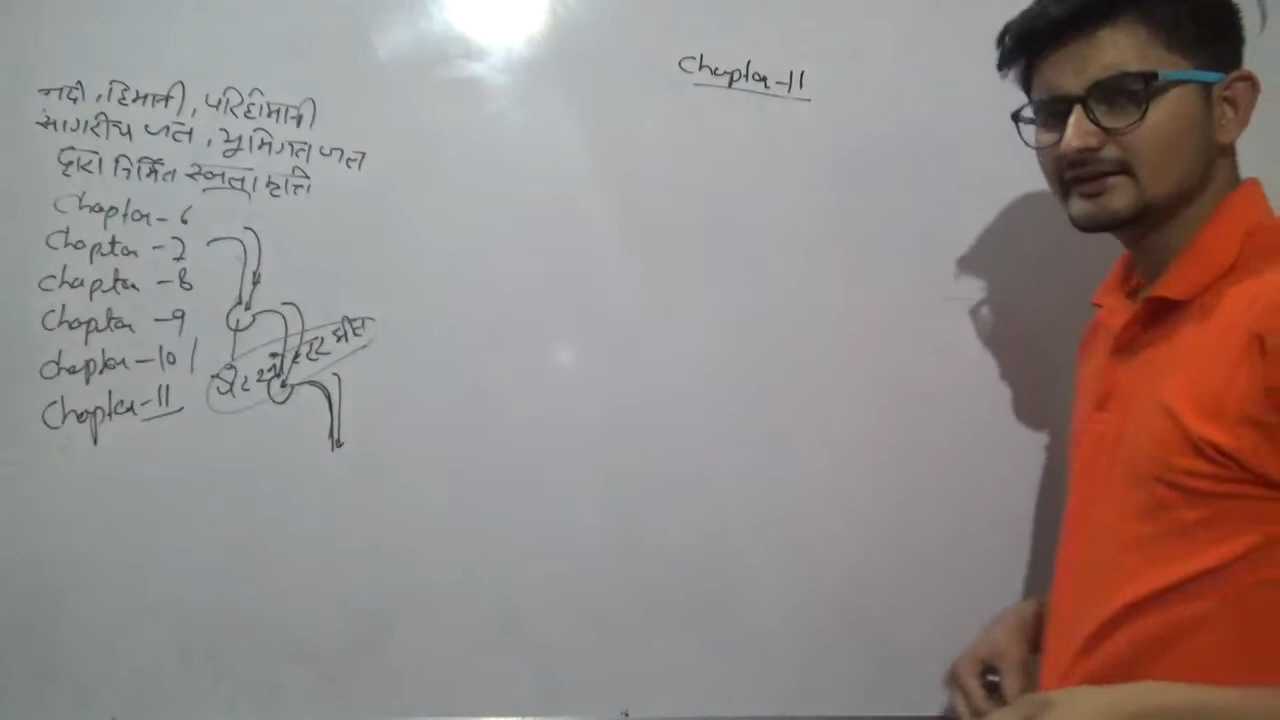 नदी, हिमानी, परिहिमानी
सागरीय जल, भूमिगत जल
द्वारा निर्मित स्थलाकृति
Chapter-6
Chapter-7
Chapter-8
Chapter-9
Chapter-10
Chapter-11
Chapter-11